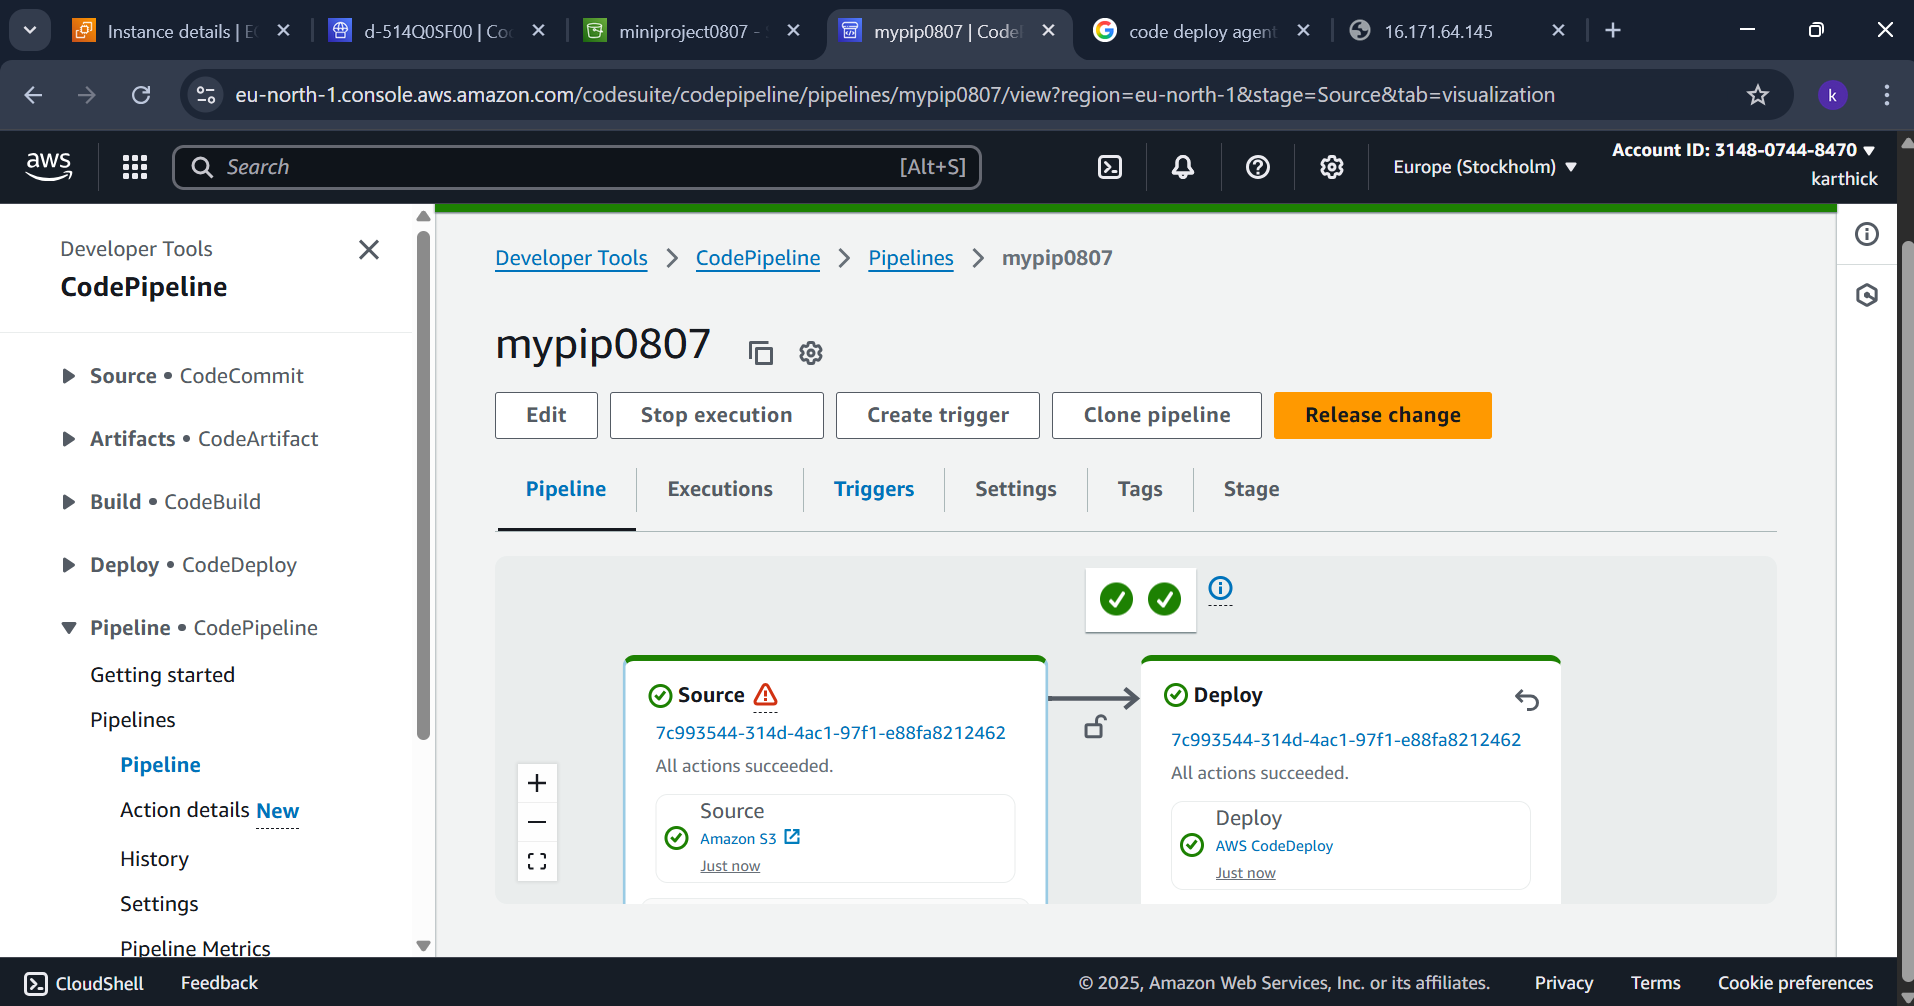 Instance details | EC
d-514Q0SF00 | Co
miniproject0807 -
mypip0807 | Code
code deploy agent
16.171.64.145
eu-north-1.console.aws.amazon.com/codesuite/codepipeline/pipelines/mypip0807/view?region=eu-north-1&stage=Source&tab=visualization
k
aws
Search
[Alt+S]
Europe (Stockholm)
Account ID: 3148-0744-8470
karthick
Developer Tools
CodePipeline
Source • CodeCommit
Artifacts • CodeArtifact
Build • CodeBuild
Deploy • CodeDeploy
Pipeline • CodePipeline
Getting started
Pipelines
Pipeline
Action details New
History
Settings
Pipeline Metrics
Developer Tools > CodePipeline > Pipelines > mypip0807
mypip0807
Edit
Stop execution
Create trigger
Clone pipeline
Release change
Pipeline
Executions
Triggers
Settings
Tags
Stage
Source
7c993544-314d-4ac1-97f1-e88fa8212462
All actions succeeded.
Source
Amazon S3
Just now
Deploy
7c993544-314d-4ac1-97f1-e88fa8212462
All actions succeeded.
Deploy
AWS CodeDeploy
Just now
CloudShell
Feedback
© 2025, Amazon Web Services, Inc. or its affiliates.
Privacy
Terms
Cookie preferences